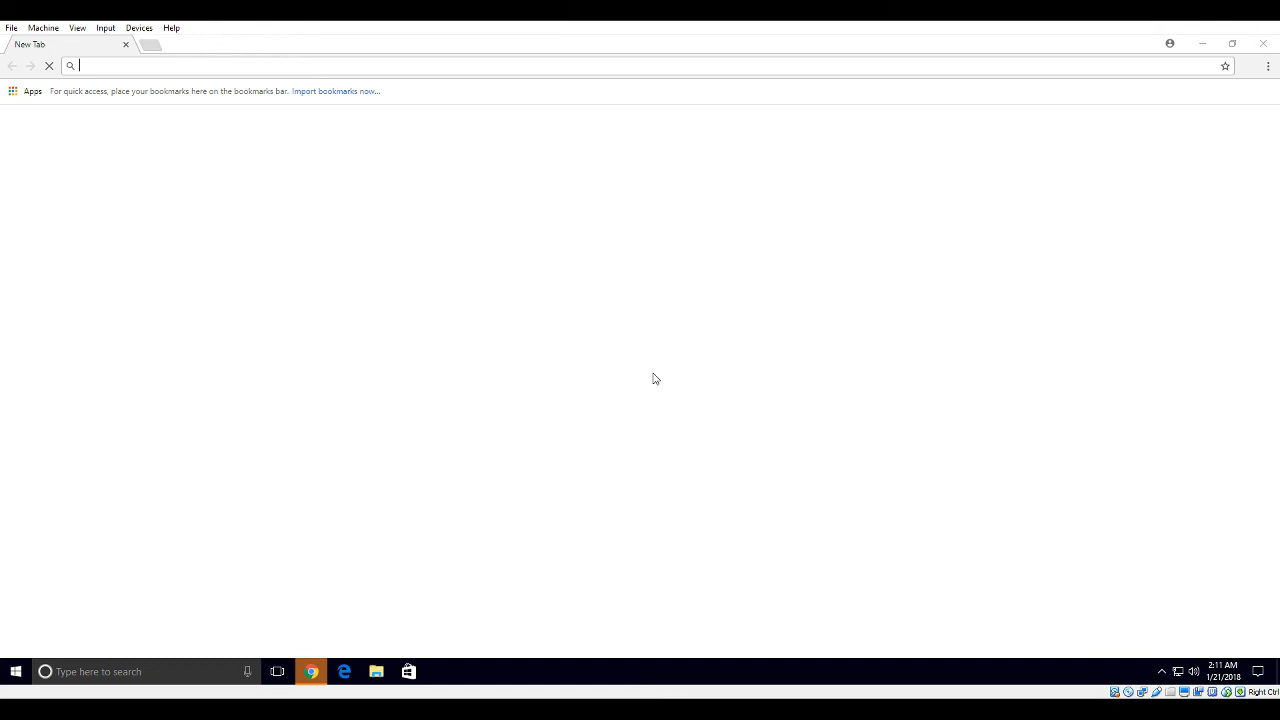 File Machine View Input Devices Help
New Tab
Apps For quick access, place your bookmarks here on the bookmarks bar. Import bookmarks now...
Type here to search
2:11 AM
1/21/2018
Right Ctrl